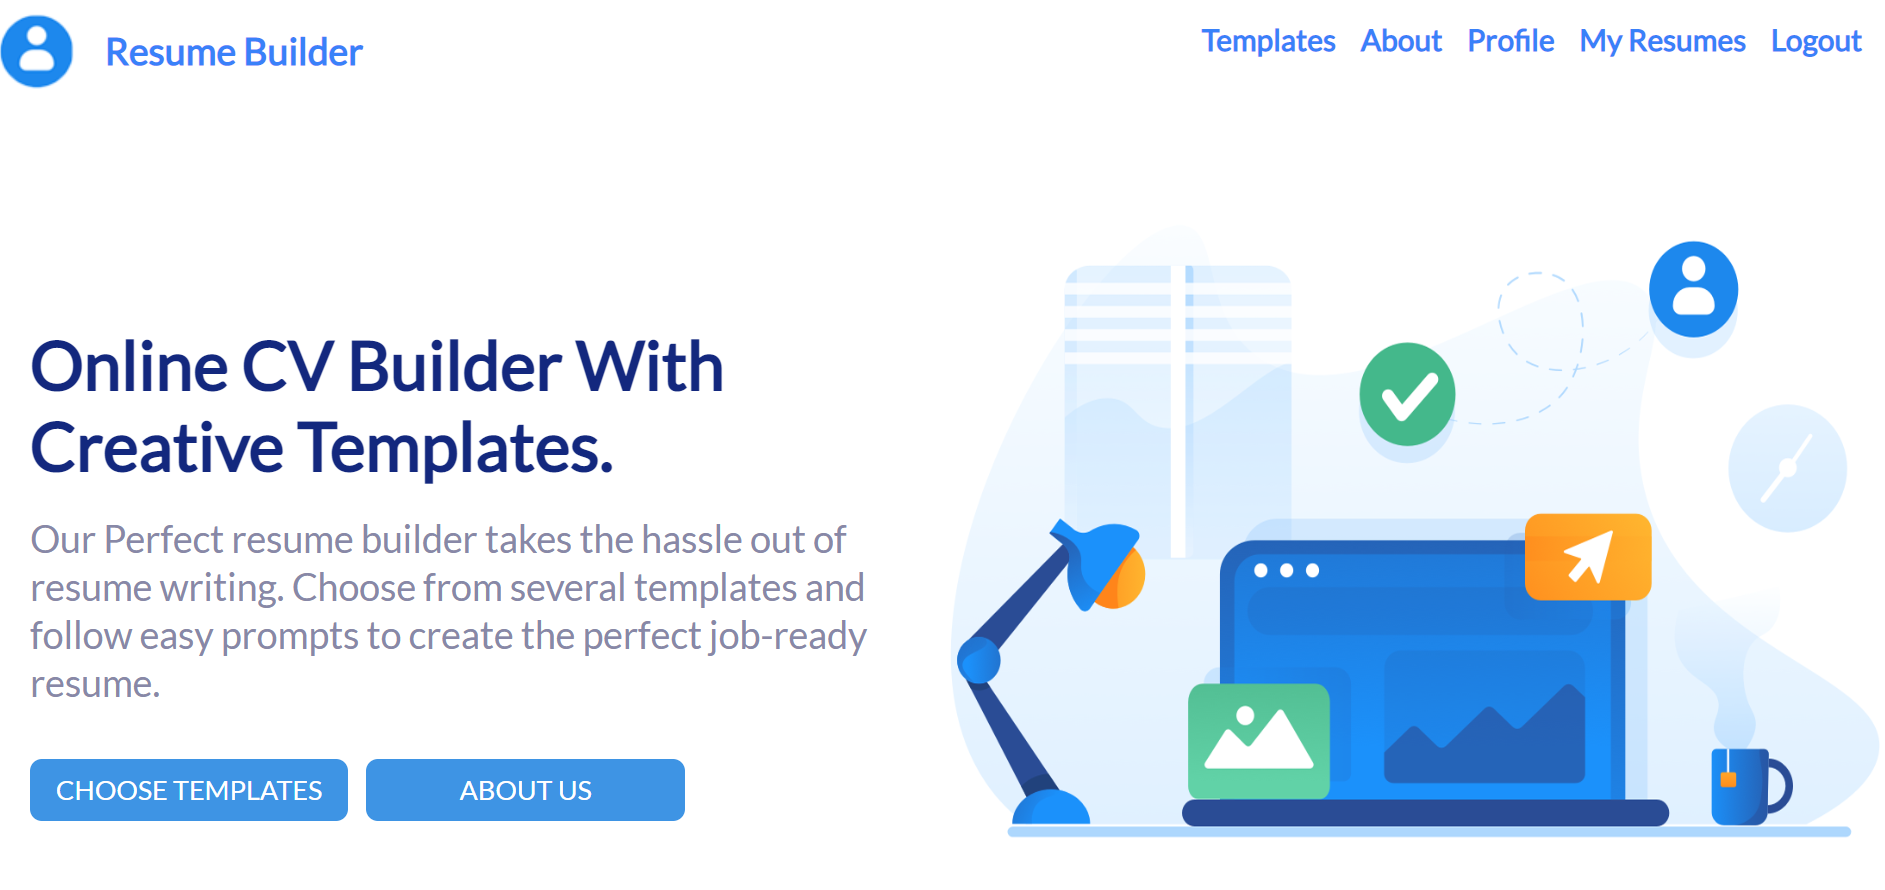 Resume Builder
Templates About Profile My Resumes Logout
Online CV Builder With
Creative Templates.
Our Perfect resume builder takes the hassle out of
resume writing. Choose from several templates and
follow easy prompts to create the perfect job-ready
resume.
CHOOSE TEMPLATES
ABOUT US